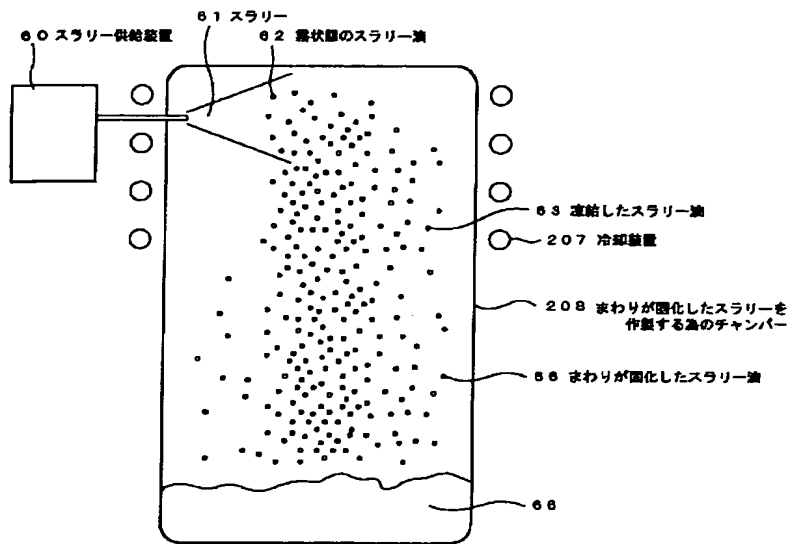 60 スラリー供給装置
61 スラリー
62 霧状態のスラリー滴
63 凍結したスラリー滴
207 冷却装置
208 まわりが固化したスラリーを
作製する為のチャンバー
66 まわりが固化したスラリー滴
66